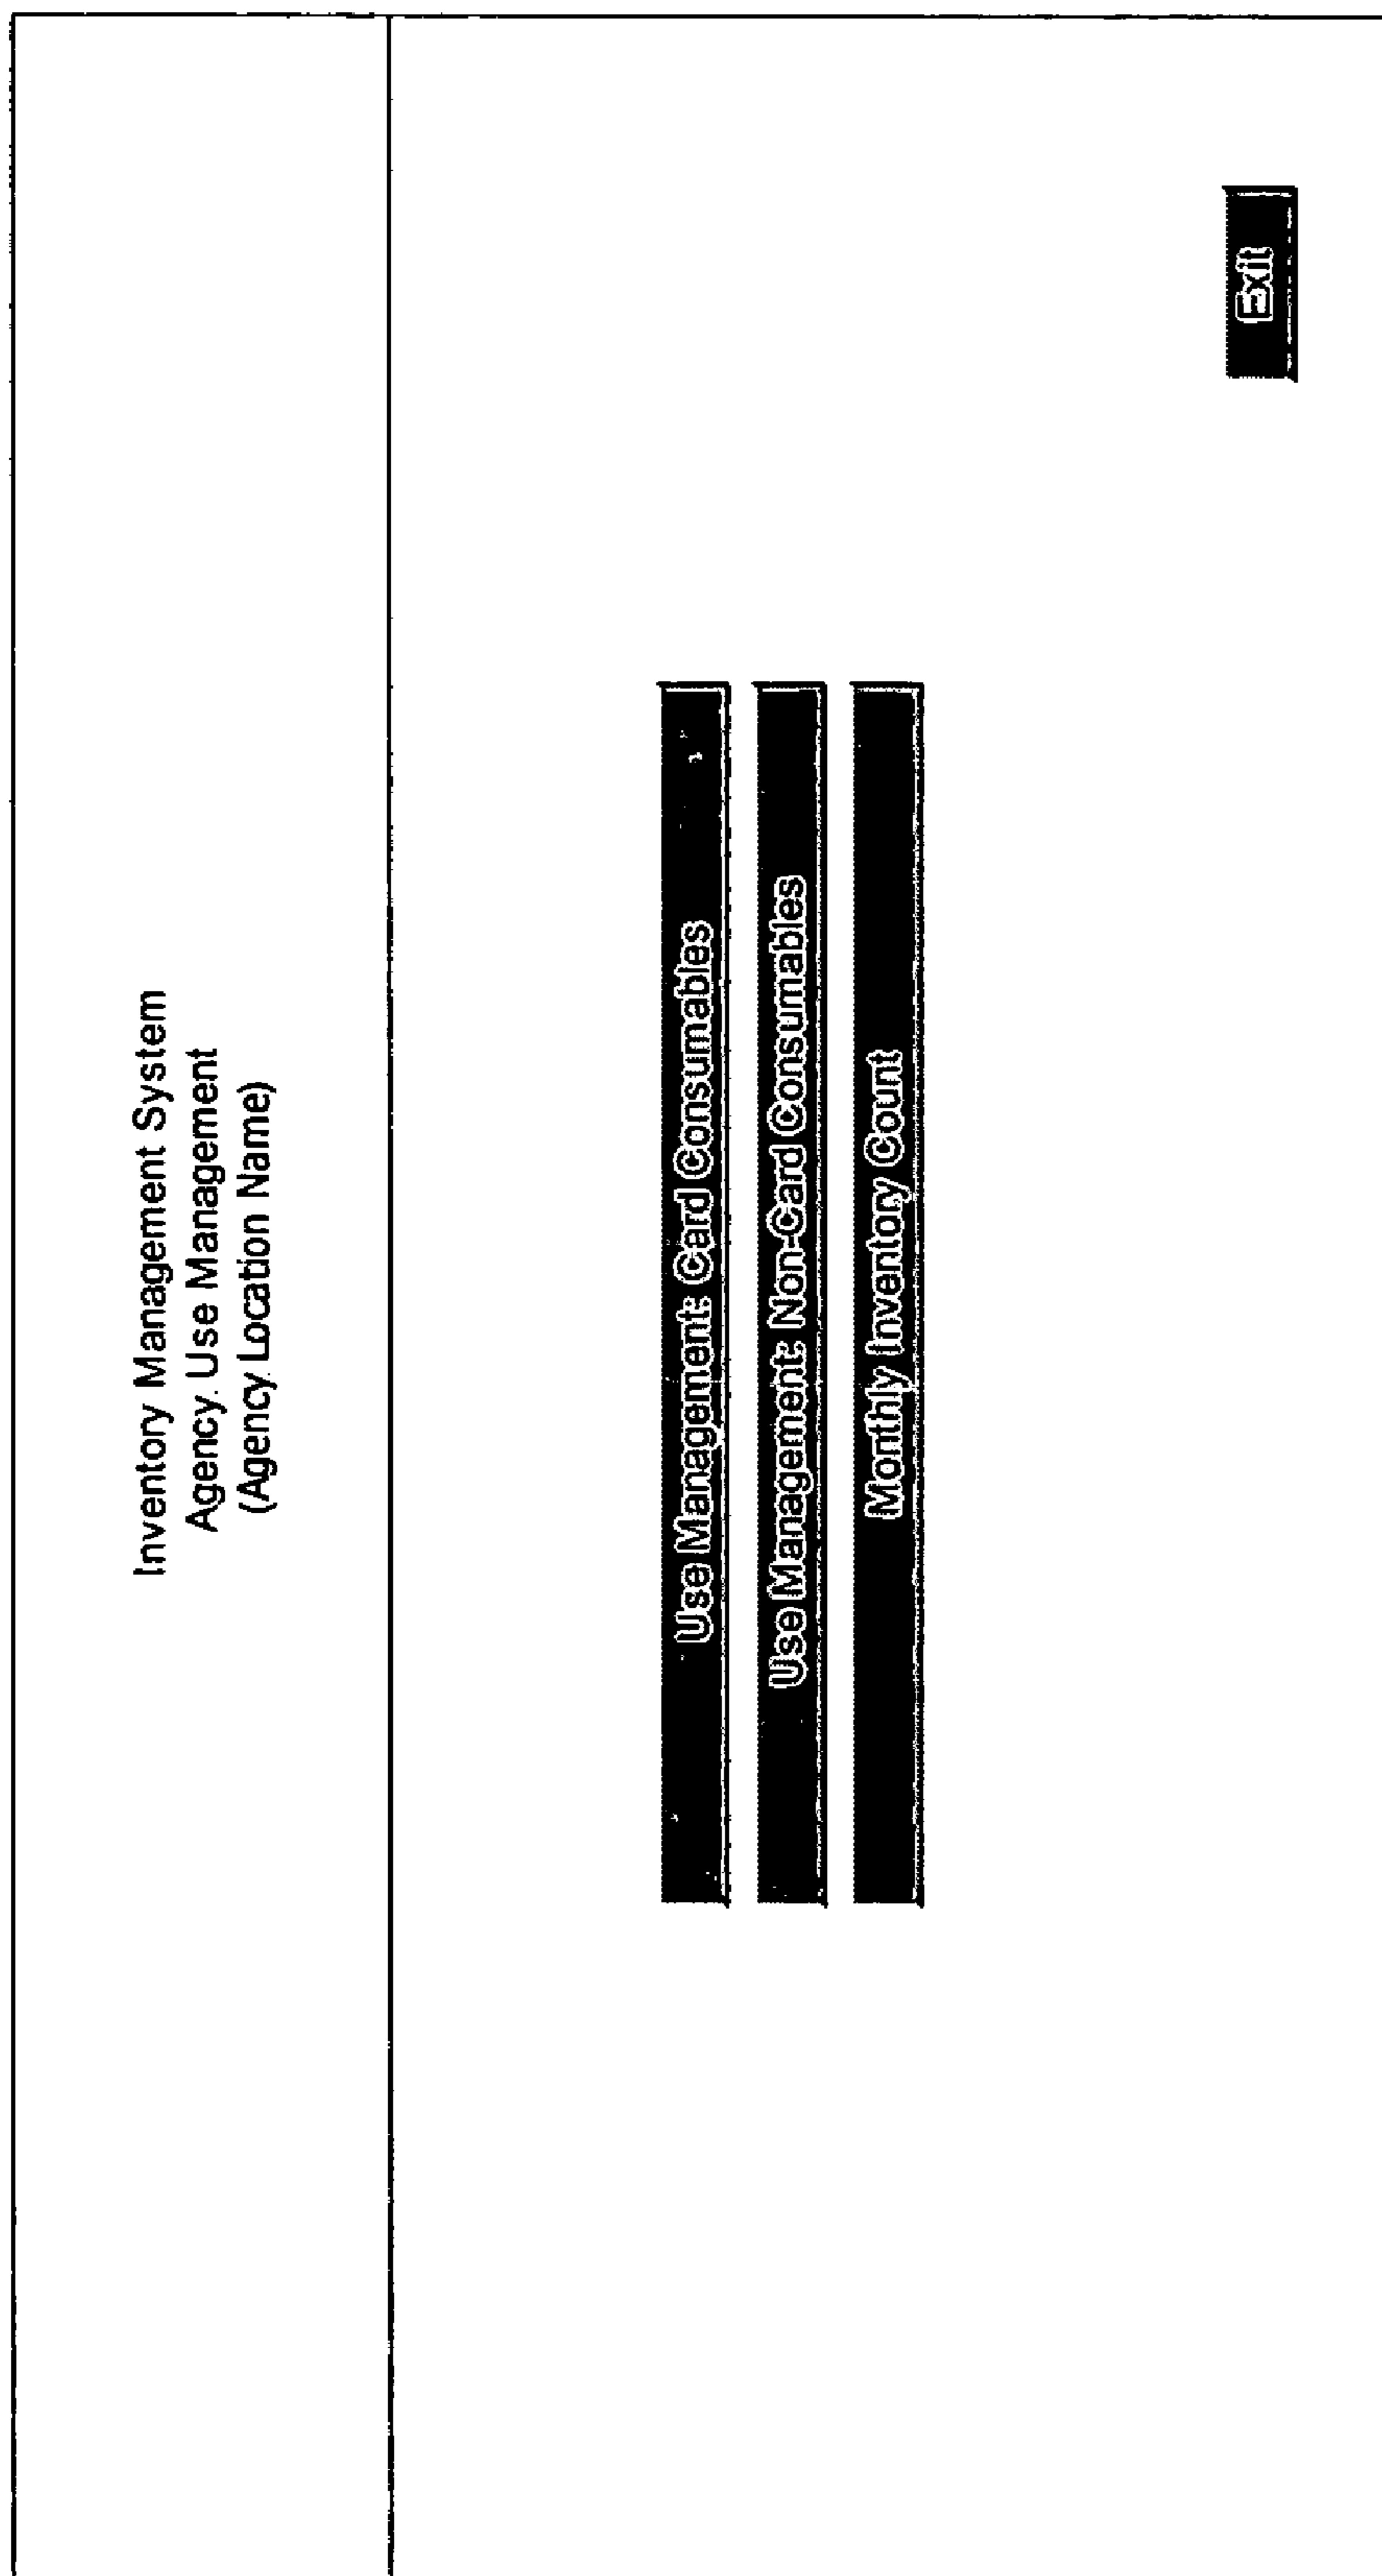 Inventory Management System
Agency Use Management
(Agency Location Name)
Use Management: Card Consumables
Use Management: Non-Card Consumables
Monthly Inventory Count
Exit